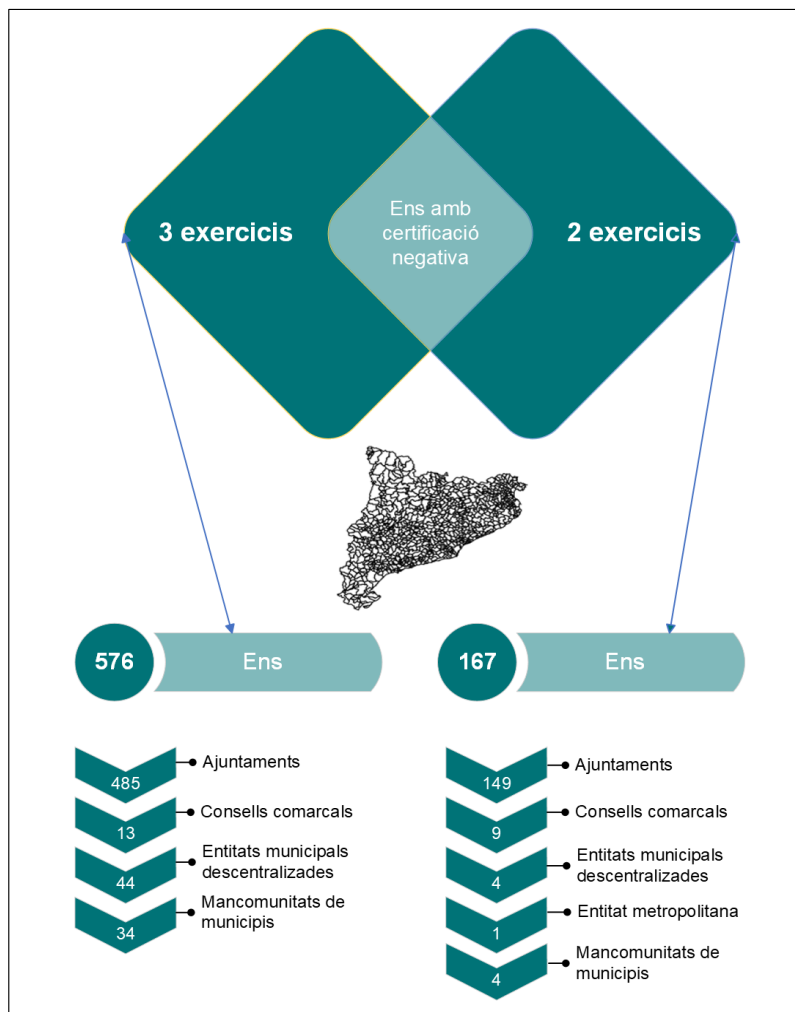 3 exercicis
Ens amb
certificació
negativa
2 exercicis
576
Ens
167
Ens
Ajuntaments
485
Consells comarcals
13
Entitats municipals
descentralizades
44
Mancomunitats de
municipis
34
Ajuntaments
149
Consells comarcals
9
Entitats municipals
descentralizades
4
Entitat metropolitana
1
Mancomunitats de
municipis
4